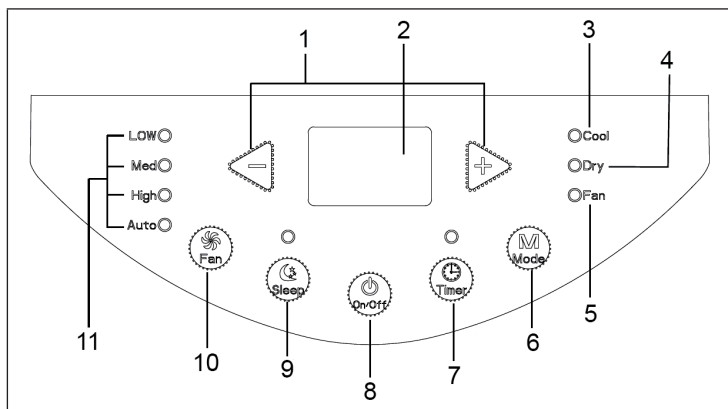 1
2
3
4
LOW
Med
High
Auto
−
+
Cool
Dry
Fan
11
Fan
Sleep
On/Off
Timer
M
Mode
10
9
8
7
6
5